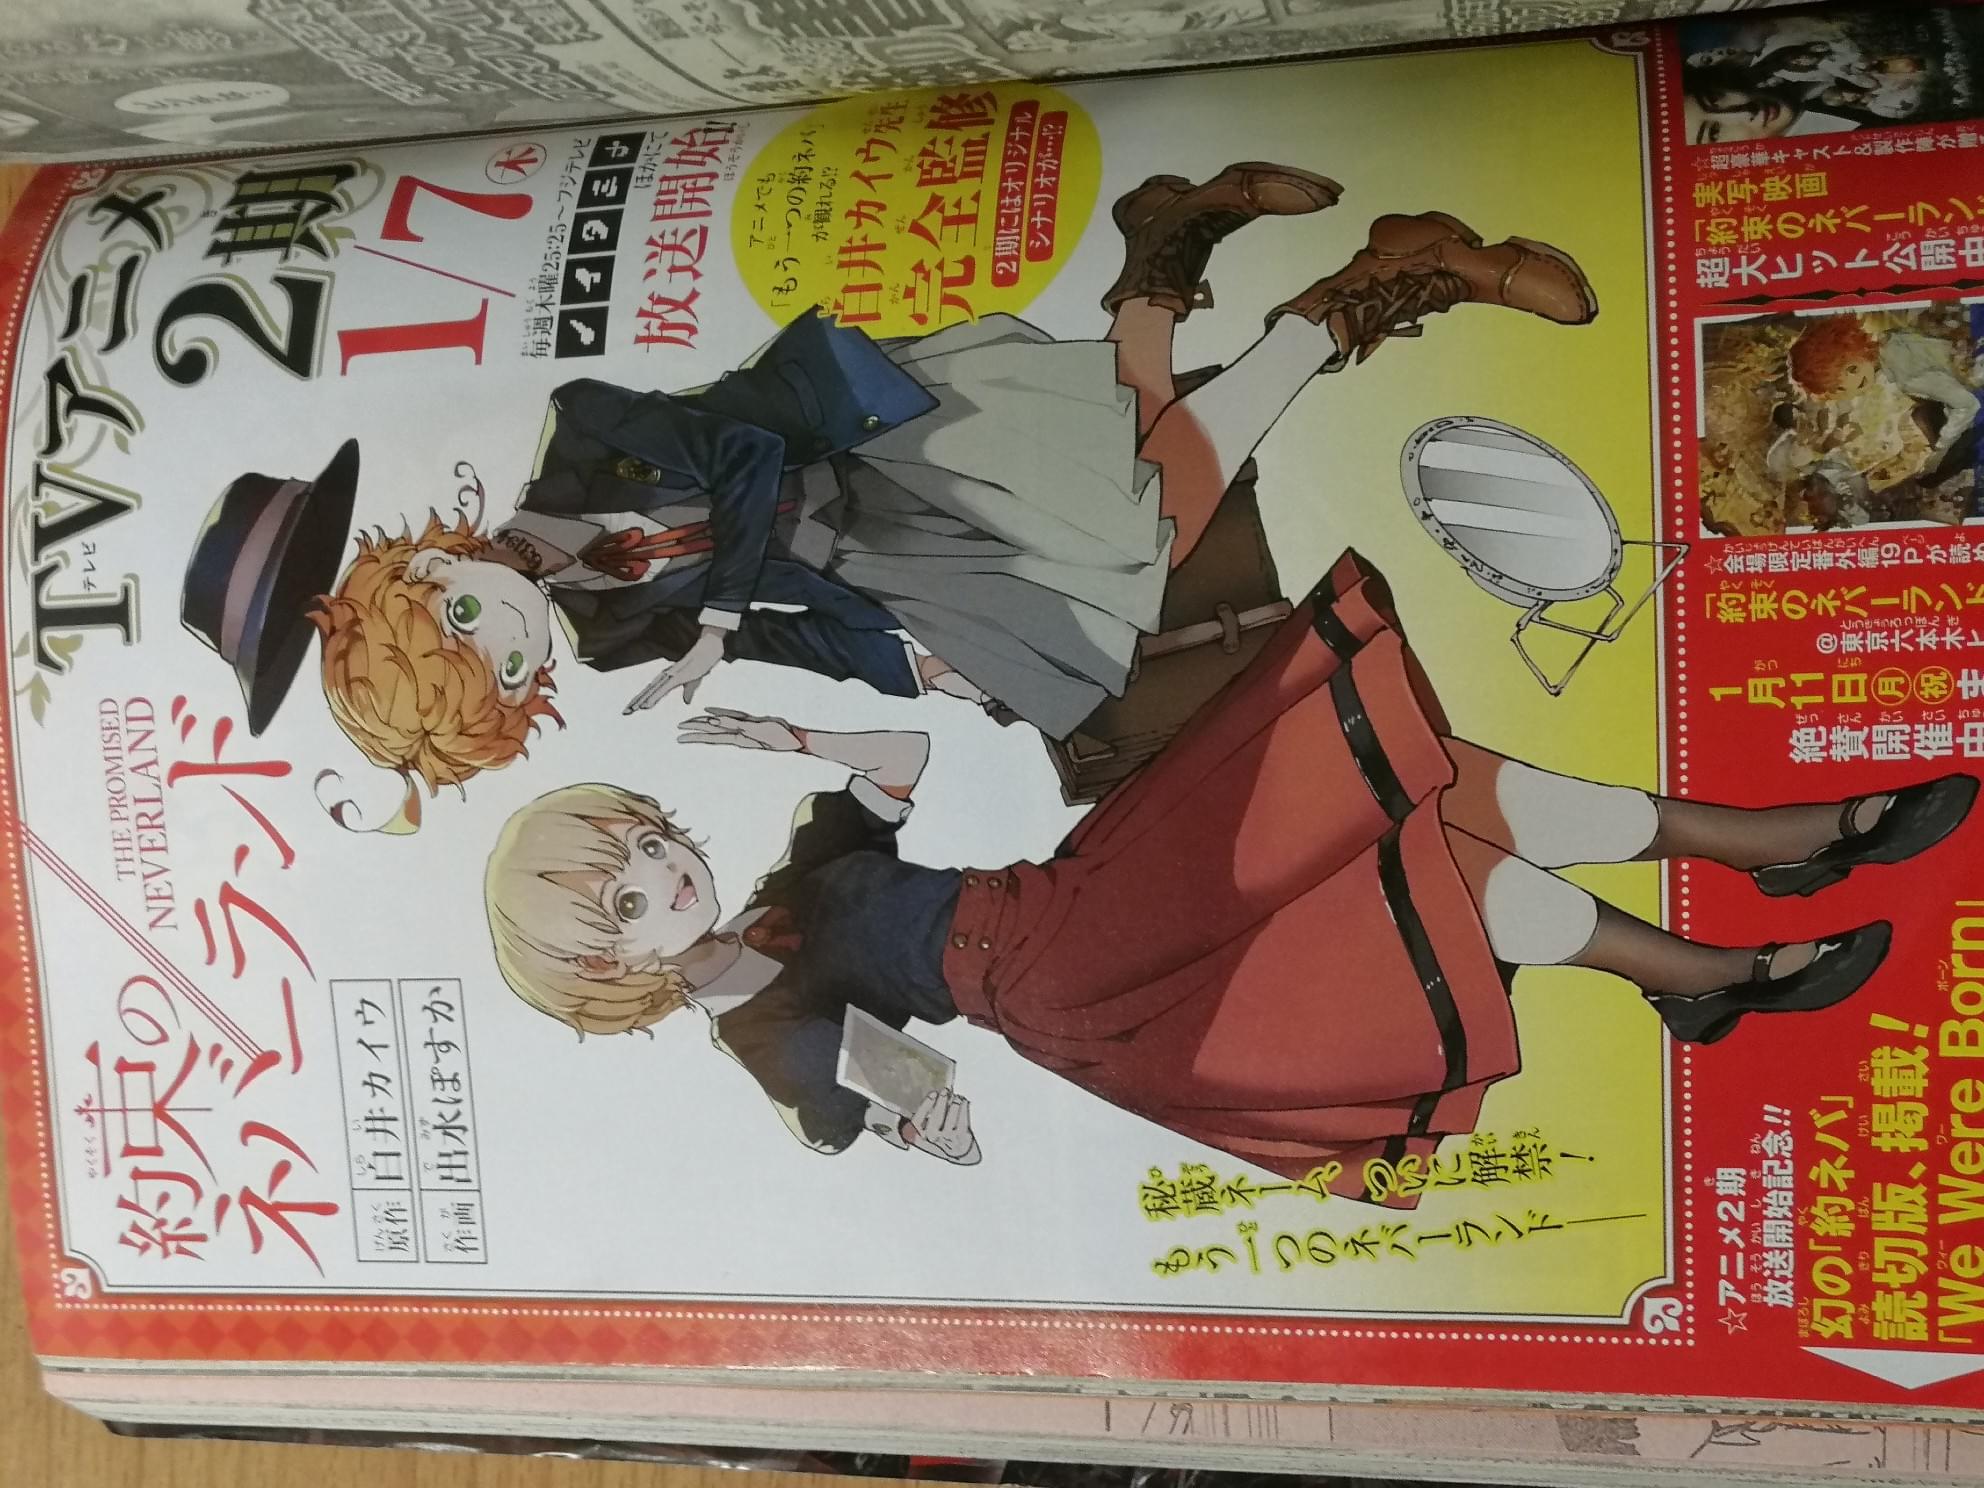 約束のネバーランド
THE PROMISED
NEVERLAND
原作 白井カイウ
作画 出水ぽすか
TVアニメ
テレビ
2期
1/7㊍
毎週木曜25:25〜フジテレビ
ほかにて
放送開始!!
アニメでも
「もう一つの約ネバ」
が観れる!?
白井カイウ先生
完全監修
2期にはオリジナル
シナリオが…!?
秘蔵ネーム、ついに解禁!
もう一つのネバーランド——
☆アニメ2期
放送開始記念!!
幻の「約ネバ」
読切版、掲載!
「We Were Born」
☆会場限定番外編19Pが読め
「約束のネバーランド
@東京六本木ヒ
1月11日㊊㊗ま
絶賛開催中
☆超豪華キャスト&製作陣が
実写映画
「約束のネバーラン
超大ヒット公開中